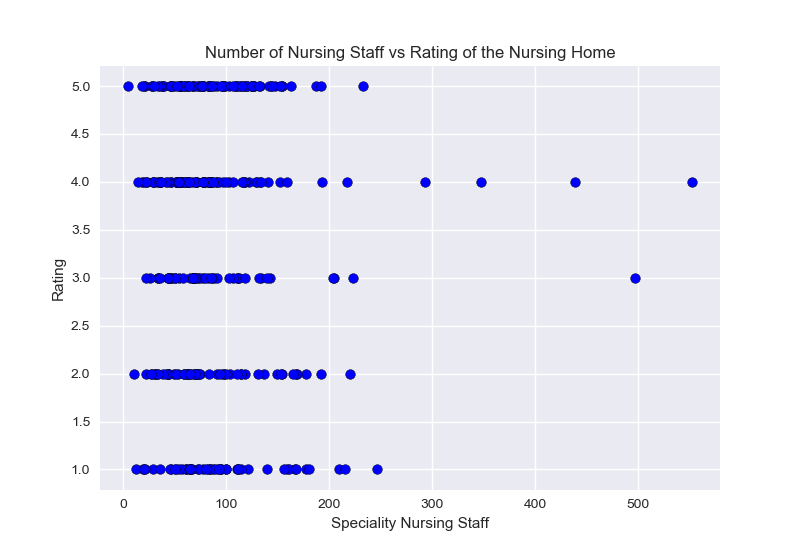 Number of Nursing Staff vs Rating of the Nursing Home
5.0
4.5
4.0
3.5
3.0
2.5
2.0
1.5
1.0
Rating
0 100 200 300 400 500
Speciality Nursing Staff